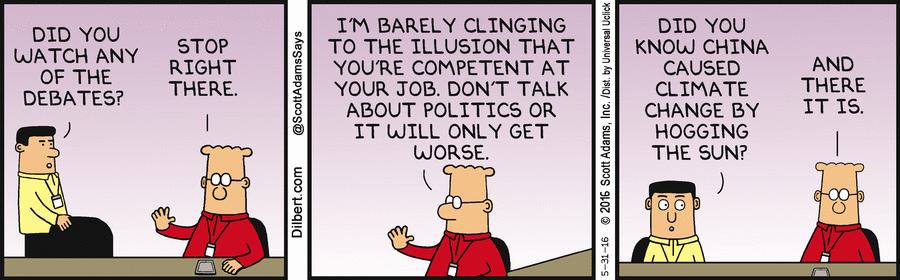 DID YOU
WATCH ANY
OF THE
DEBATES?
STOP
RIGHT
THERE.
Dilbert.com @ScottAdamsSays
I'M BARELY CLINGING
TO THE ILLUSION THAT
YOU'RE COMPETENT AT
YOUR JOB. DON'T TALK
ABOUT POLITICS OR
IT WILL ONLY GET
WORSE.
5-31-16 © 2016 Scott Adams, Inc. /Dist. by Universal Uclick
DID YOU
KNOW CHINA
CAUSED
CLIMATE
CHANGE BY
HOGGING
THE SUN?
AND
THERE
IT IS.